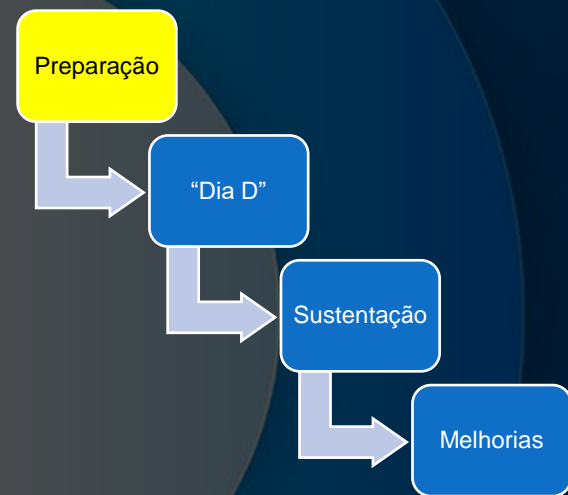 Preparação
“Dia D”
Sustentação
Melhorias